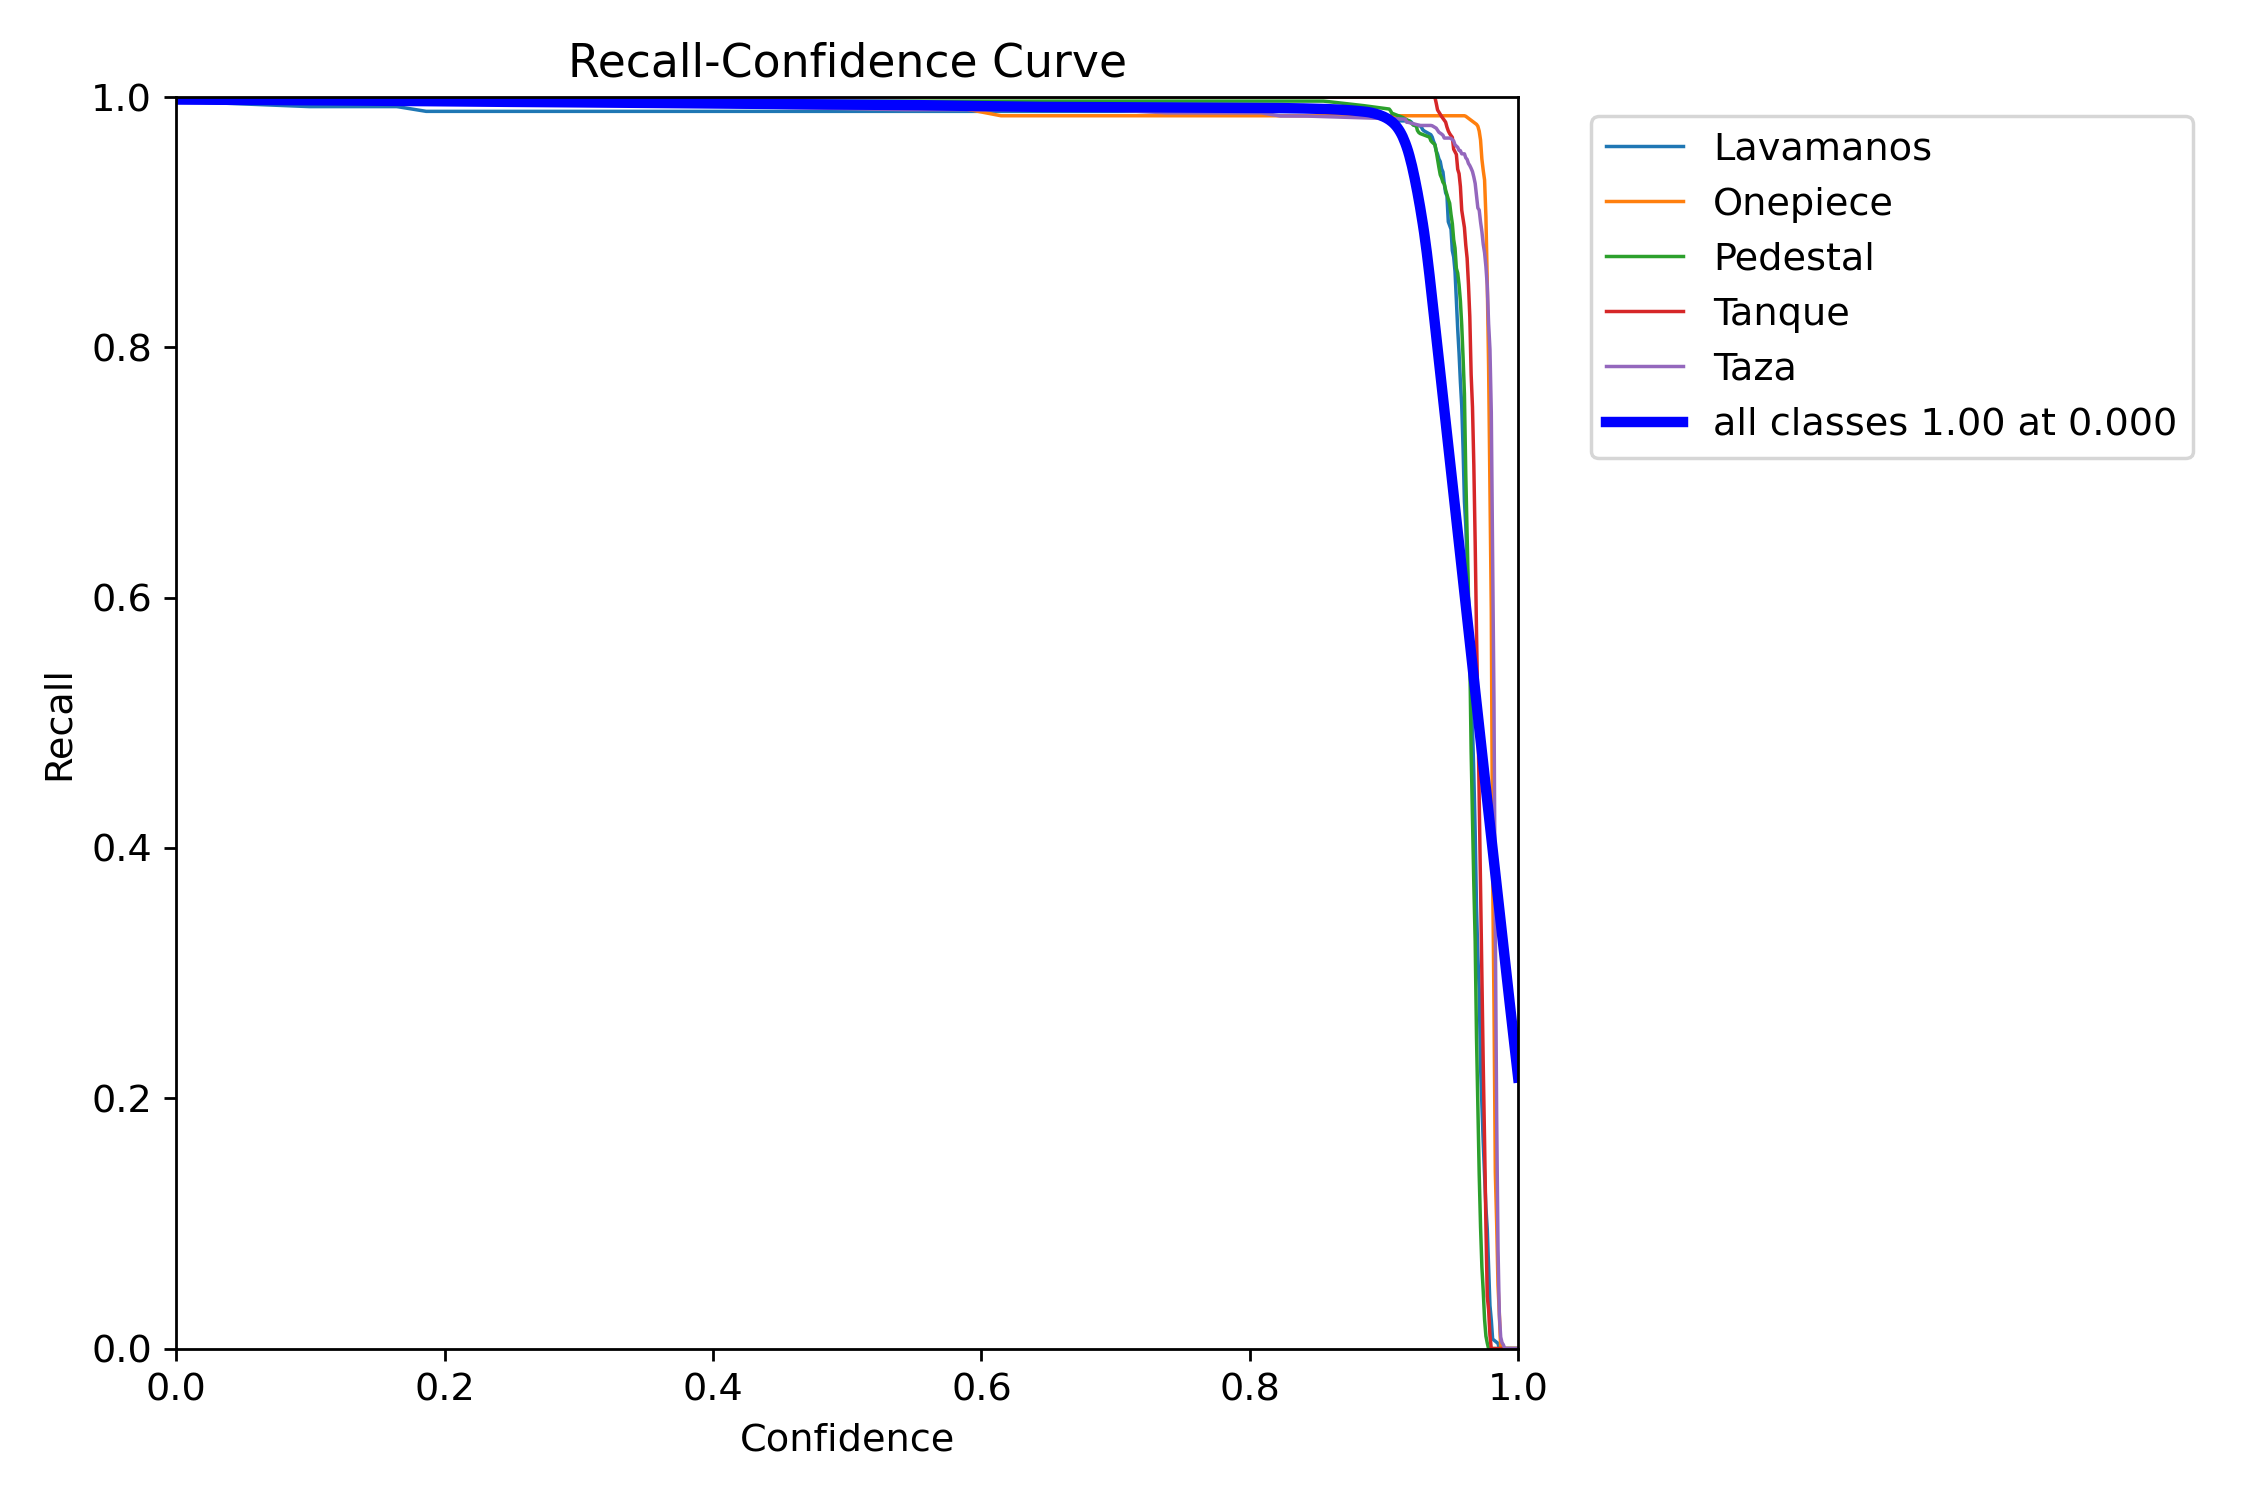 Recall-Confidence Curve
1.0
0.8
0.6
0.4
0.2
0.0
Recall
0.0 0.2 0.4 0.6 0.8 1.0
Confidence
Lavamanos
Onepiece
Pedestal
Tanque
Taza
all classes 1.00 at 0.000